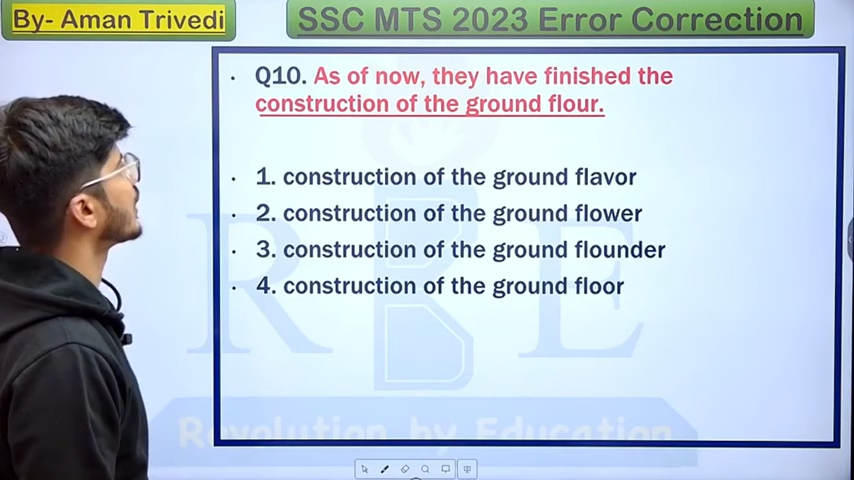 By- Aman Trivedi
SSC MTS 2023 Error Correction
Q10. As of now, they have finished the
construction of the ground flour.
1. construction of the ground flavor
2. construction of the ground flower
3. construction of the ground flounder
4. construction of the ground floor
RBE
Revolution by Education